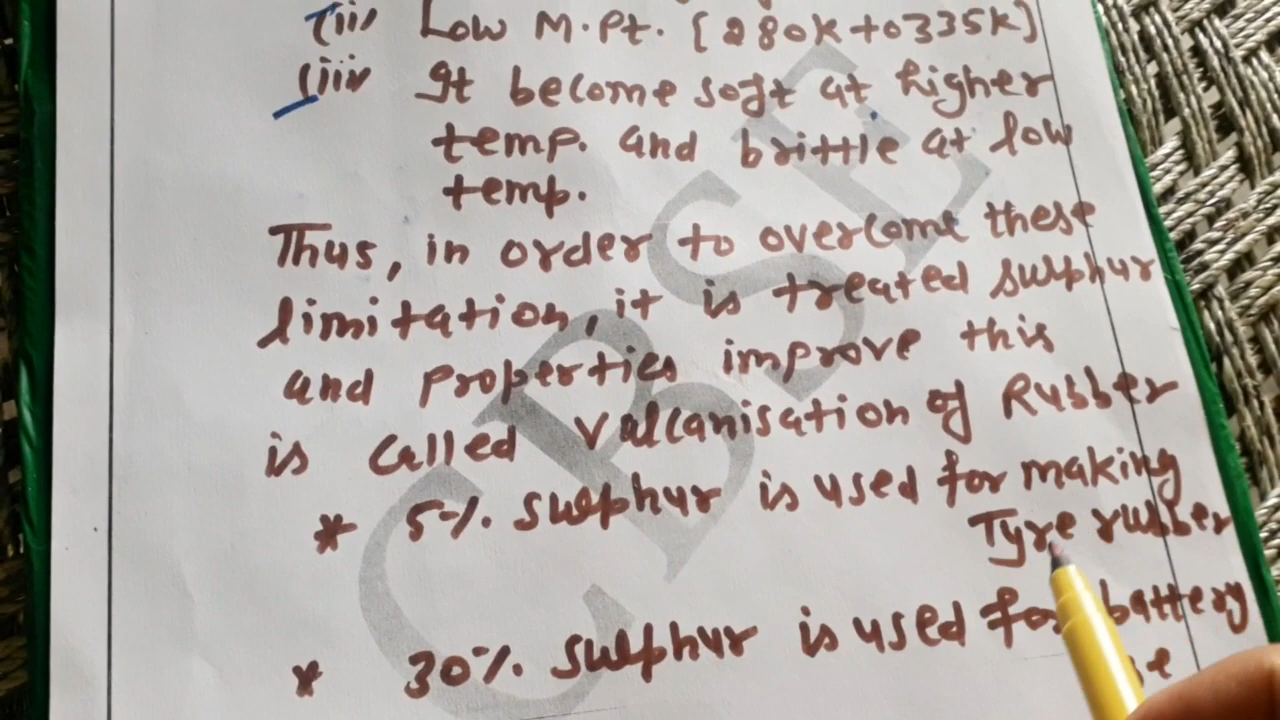 (ii) Low M.Pt. [280K to 335K]
(iii) It become soft at higher
temp. and brittle at low
temp.
Thus, in order to overcome these
limitation, it is treated sulphur
and properties improve this
is called Vulcanisation of Rubber
* 5%. sulphur is used for making
Tyre rubber
* 30%. sulphur is used for battery
CBSE